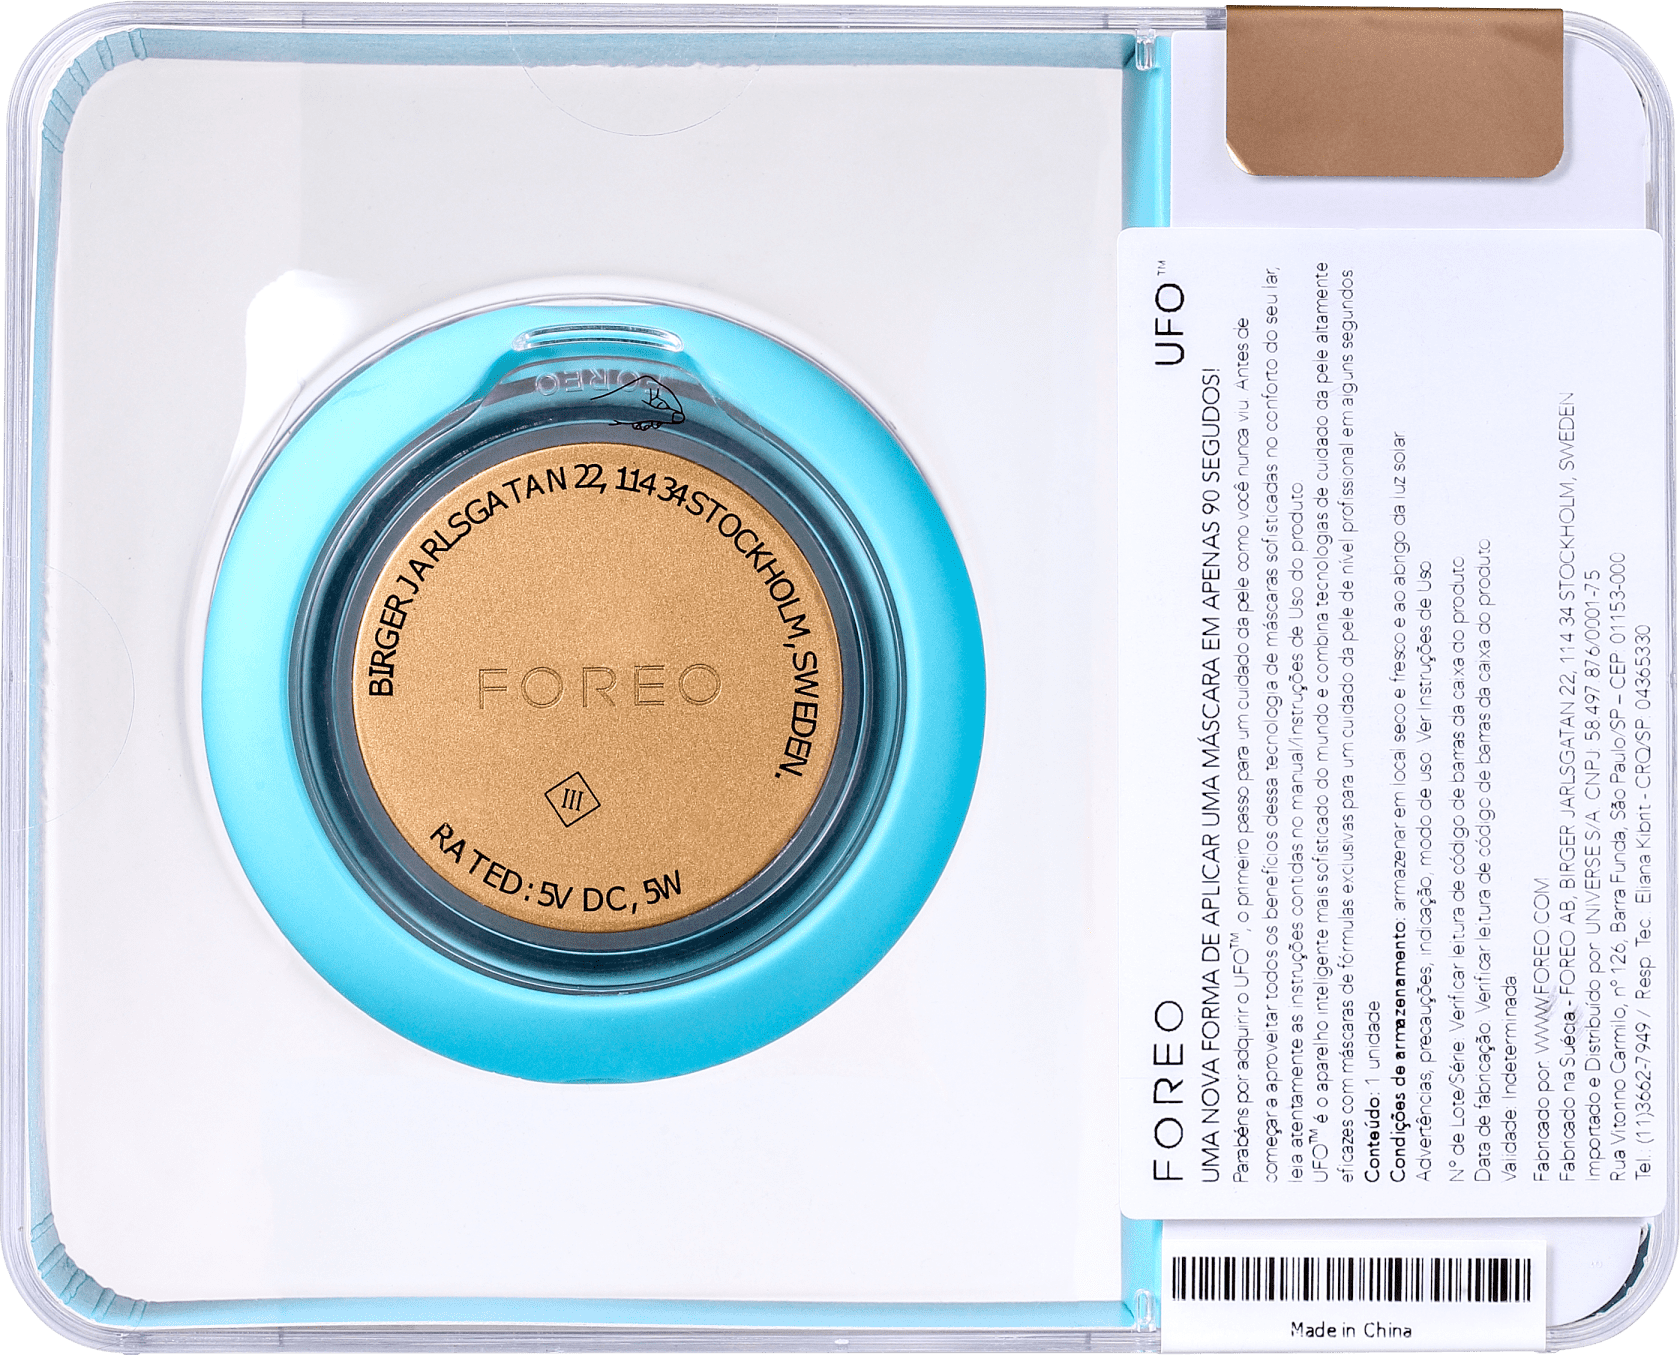 FOREO
BIRGER JARLSGATAN 22, 114 34 STOCKHOLM, SWEDEN.
FOREO
III
RATED: 5V DC, 5W
FOREO UFO™
UMA NOVA FORMA DE APLICAR UMA MÁSCARA EM APENAS 90 SEGUDOS!
Parabéns por adquirir o UFO™, o primeiro passo para um cuidado da pele como você nunca viu. Antes de
começar a aproveitar todos os benefícios dessa tecnologia de máscaras sofisticadas no conforto do seu lar,
leia atentamente as instruções contidas no manual/instruções de Uso do produto
UFO™ é o aparelho inteligente mais sofisticado do mundo e combina tecnologias de cuidado da pele altamente
eficazes com máscaras de fórmulas exclusivas para um cuidado da pele de nível profissional em alguns segundos
Conteúdo: 1 unidade
Condições de armazenamento: armazenar em local seco e fresco e ao abrigo da luz solar
Advertências, precauções, indicação, modo de uso: Ver Instruções de Uso
Nº de Lote/Série: Verificar leitura de código de barras da caixa do produto
Data de fabricação: Verificar leitura de código de barras da caixa do produto
Validade: Indeterminada
Fabricado por: WWW.FOREO.COM
Fabricado na Suécia - FOREO AB, BIRGER JARLSGATAN 22, 114 34 STOCKHOLM, SWEDEN
Importado e Distribuído por: UNIVERSE S/A. CNPJ: 58 497 876/0001-75
Rua Vitorino Carmilo, nº 126, Barra Funda, São Paulo/SP - CEP 01153-000
Tel.: (11)3662-7949 / Resp. Tec. Eliana Kibrit - CRQ/SP 04365330
Made in China